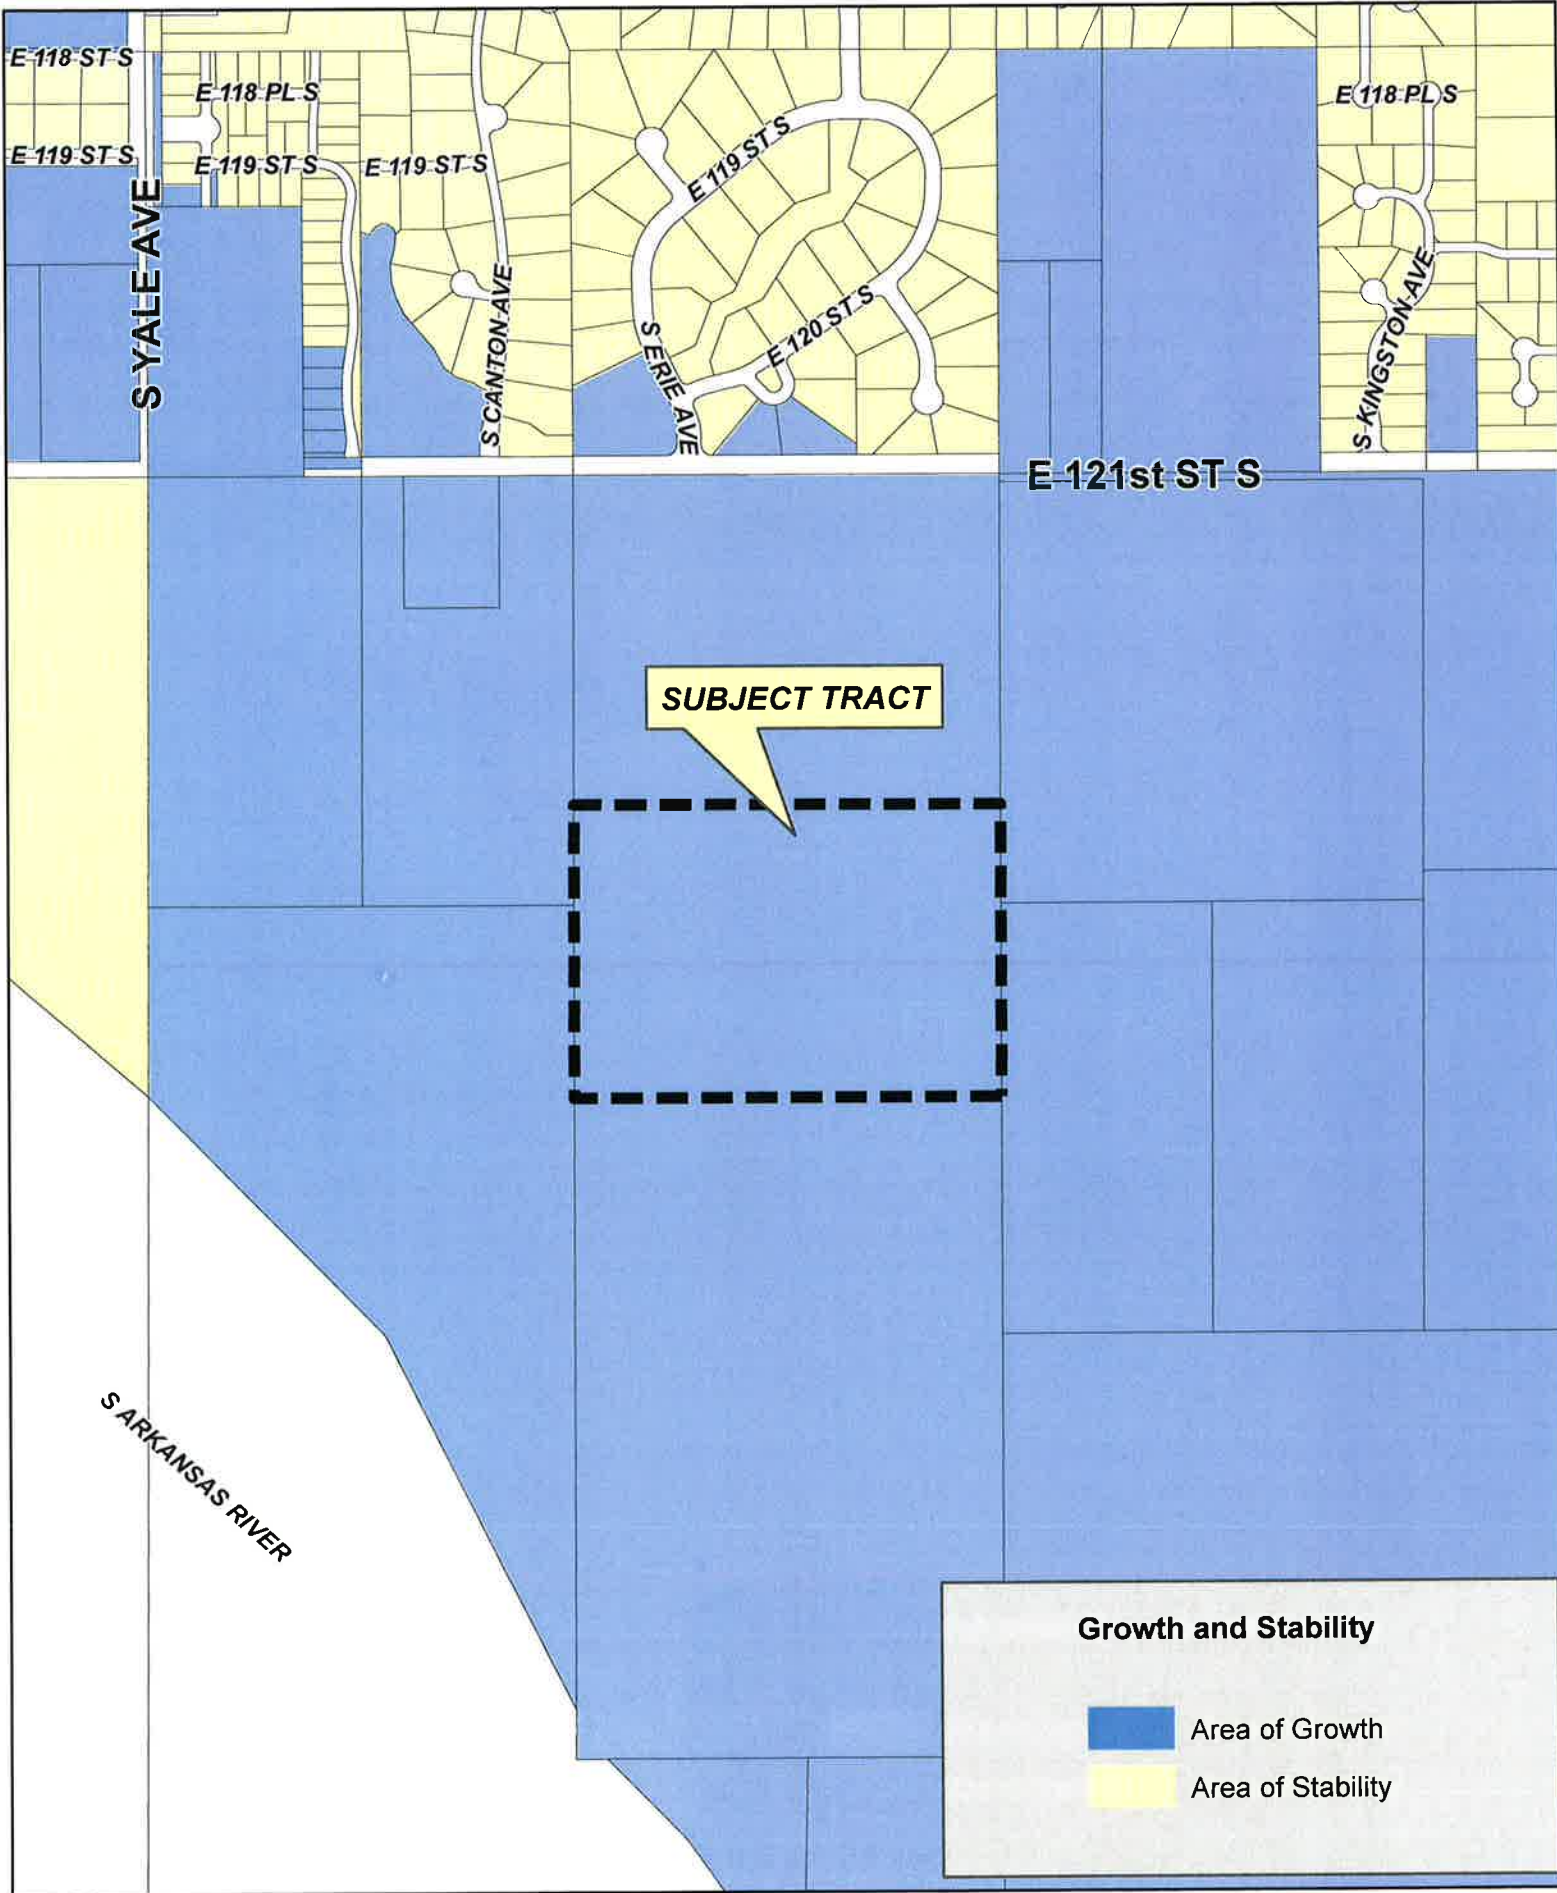 E 118 ST S
E 118 PL S
E 118 PL S
E 119 ST S
E 119 ST S
E 119 ST S
E 119 ST S
S YALE AVE
S CANTON AVE
S ERIE AVE
E 120 ST S
S KINGSTON AVE
E 121st ST S
SUBJECT TRACT
S ARKANSAS RIVER
Growth and Stability
Area of Growth
Area of Stability